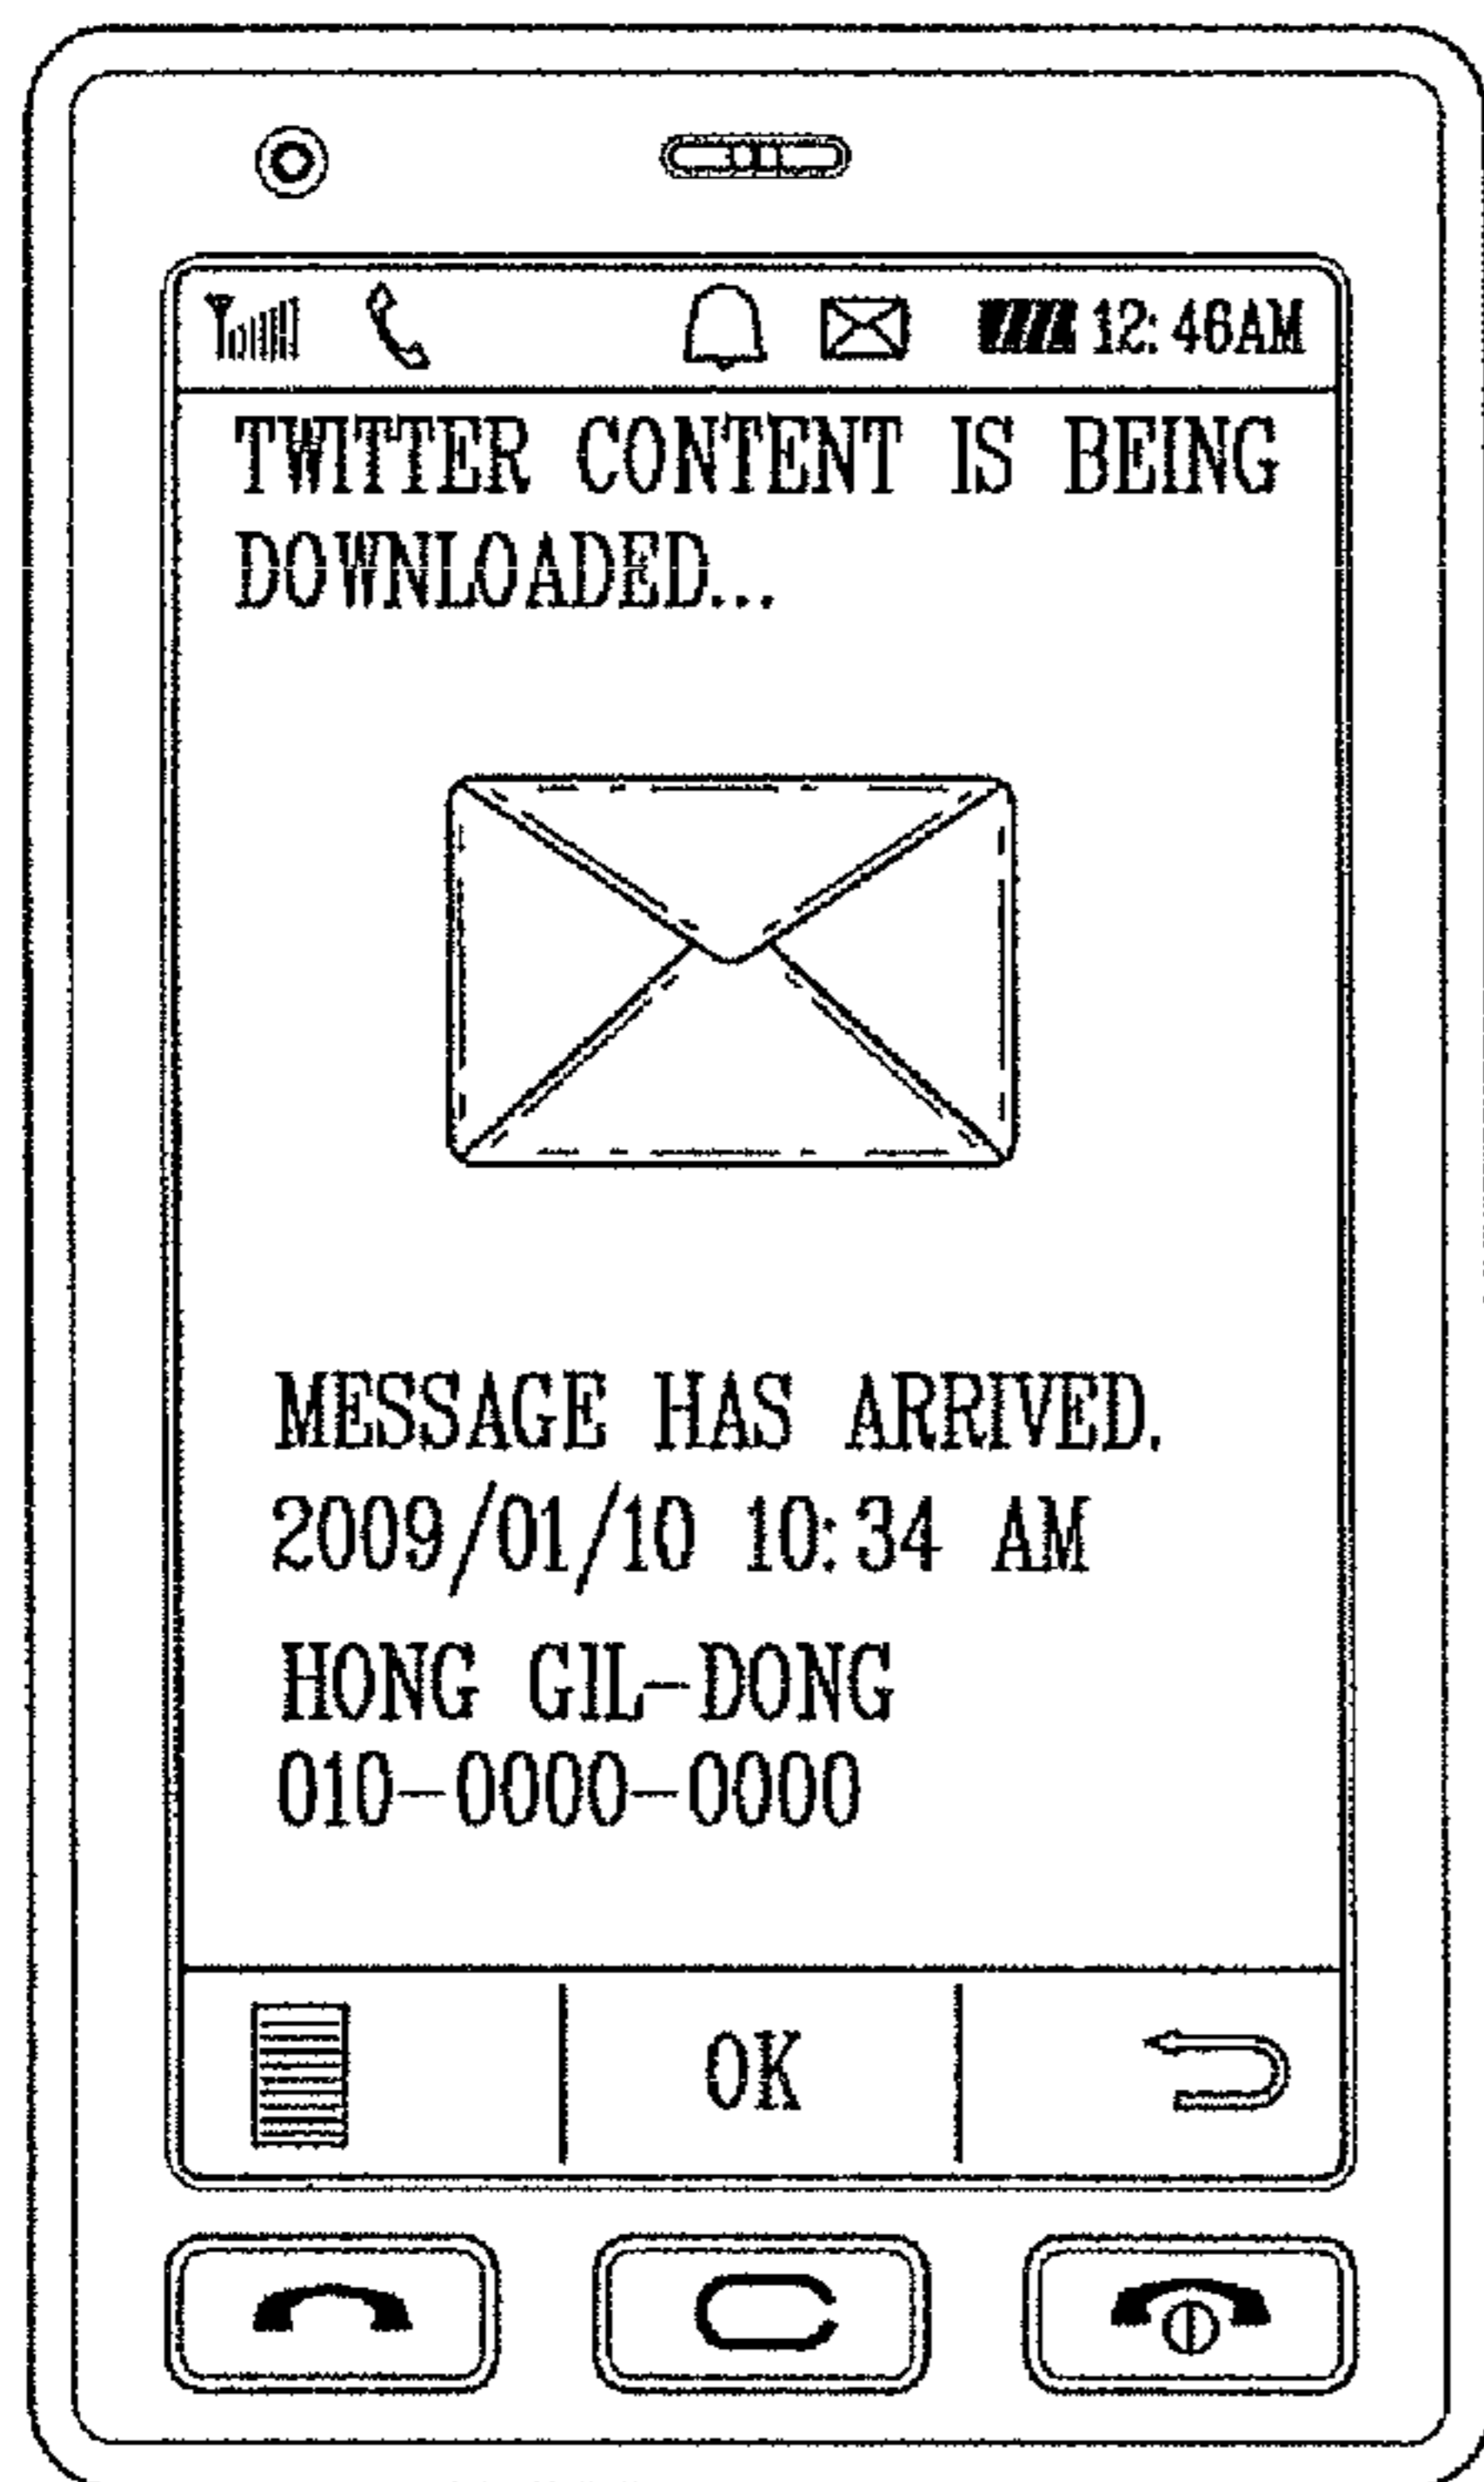 12:46AM
TWITTER CONTENT IS BEING
DOWNLOADED...
MESSAGE HAS ARRIVED.
2009/01/10 10:34 AM
HONG GIL-DONG
010-0000-0000
OK